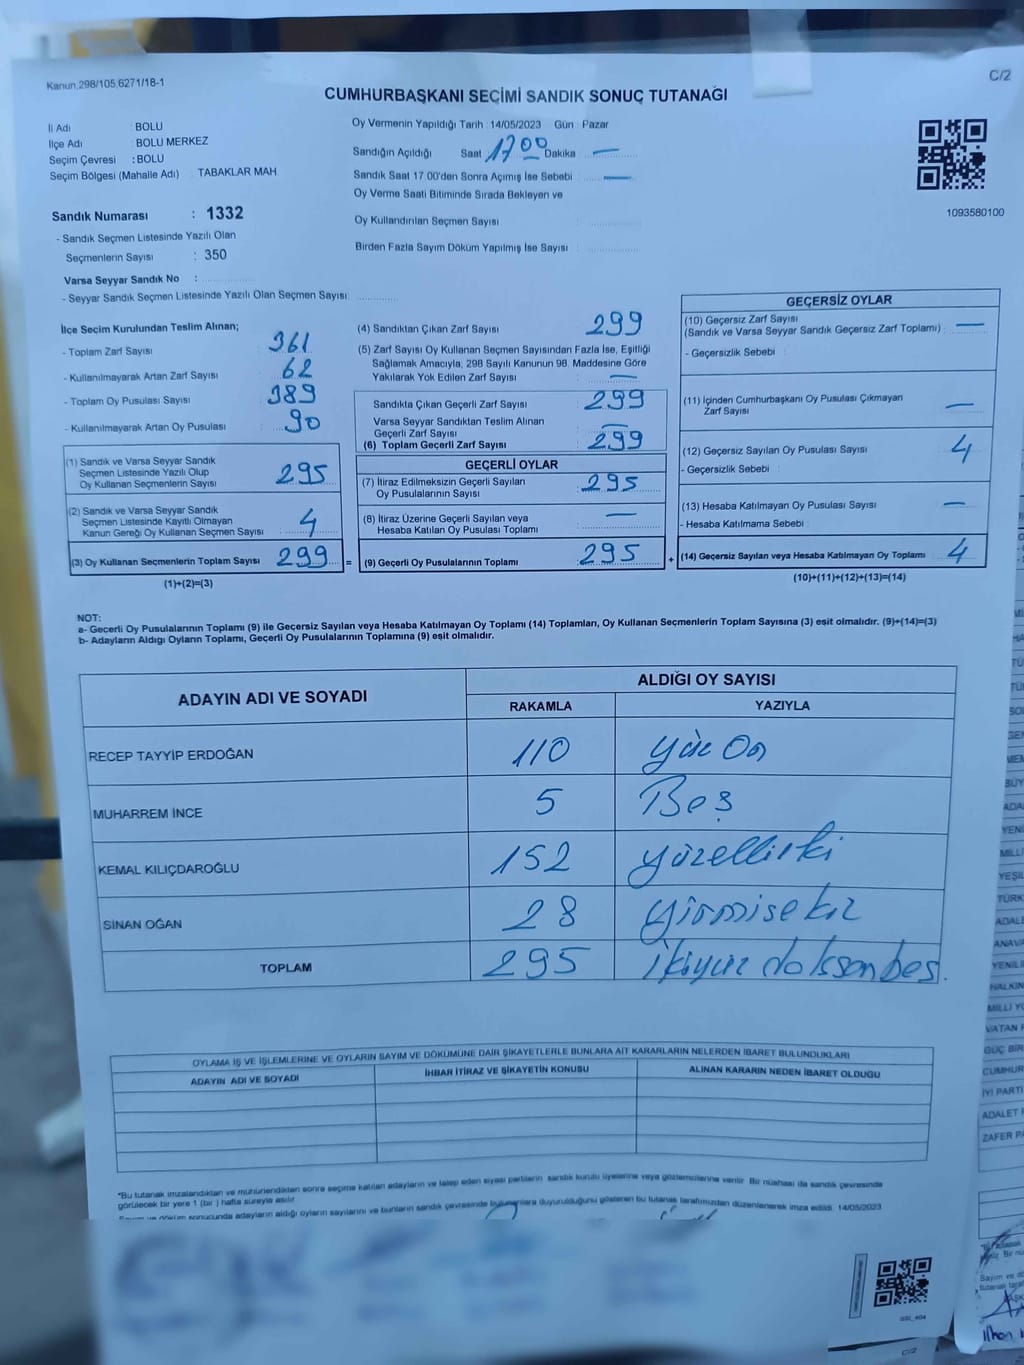 C/2
Kanun.298/105,6271/18-1
CUMHURBAŞKANI SEÇİMİ SANDIK SONUÇ TUTANAĞI
İl Adı : BOLU
İlçe Adı : BOLU MERKEZ
Seçim Çevresi : BOLU
Seçim Bölgesi (Mahalle Adı) : TABAKLAR MAH
Oy Vermenin Yapıldığı Tarih : 14/05/2023 Gün : Pazar
Sandığın Açıldığı Saat 17 00 Dakika : —
Sandık Saat 17.00'den Sonra Açımış İse Sebebi : —
Oy Verme Saati Bitiminde Sırada Bekleyen ve
Oy Kullandırılan Seçmen Sayısı :
Birden Fazla Sayım Döküm Yapılmış İse Sayısı :
1093580100
Sandık Numarası : 1332
- Sandık Seçmen Listesinde Yazılı Olan
Seçmenlerin Sayısı : 350
Varsa Seyyar Sandık No :
- Seyyar Sandık Seçmen Listesinde Yazılı Olan Seçmen Sayısı:
İlçe Seçim Kurulundan Teslim Alınan;
- Toplam Zarf Sayısı : 361
- Kullanılmayarak Artan Zarf Sayısı : 62
- Toplam Oy Pusulası Sayısı : 389
- Kullanılmayarak Artan Oy Pusulası : 90
(1) Sandık ve Varsa Seyyar Sandık
Seçmen Listesinde Yazılı Olup
Oy Kullanan Seçmenlerin Sayısı : 295
(2) Sandık ve Varsa Seyyar Sandık
Seçmen Listesinde Kayıtlı Olmayan
Kanun Gereği Oy Kullanan Seçmen Sayısı : 4
(3) Oy Kullanan Seçmenlerin Toplam Sayısı : 299
(1)+(2)=(3)
(4) Sandıktan Çıkan Zarf Sayısı : 299
(5) Zarf Sayısı Oy Kullanan Seçmen Sayısından Fazla İse, Eşitliği
Sağlamak Amacıyla, 298 Sayılı Kanunun 98. Maddesine Göre
Yakılarak Yok Edilen Zarf Sayısı : —
Sandıkta Çıkan Geçerli Zarf Sayısı : 299
Varsa Seyyar Sandıktan Teslim Alınan
Geçerli Zarf Sayısı : —
(6) Toplam Geçerli Zarf Sayısı : 299
GEÇERLİ OYLAR
(7) İtiraz Edilmeksizin Geçerli Sayılan
Oy Pusulalarının Sayısı : 295
(8) İtiraz Üzerine Geçerli Sayılan veya
Hesaba Katılan Oy Pusulası Toplamı : —
= (9) Geçerli Oy Pusulalarının Toplamı : 295
GEÇERSİZ OYLAR
(10) Geçersiz Zarf Sayısı
(Sandık ve Varsa Seyyar Sandık Geçersiz Zarf Toplamı) : —
- Geçersizlik Sebebi :
(11) İçinden Cumhurbaşkanı Oy Pusulası Çıkmayan
Zarf Sayısı : —
(12) Geçersiz Sayılan Oy Pusulası Sayısı : 4
- Geçersizlik Sebebi :
(13) Hesaba Katılmayan Oy Pusulası Sayısı : —
- Hesaba Katılmama Sebebi :
+ (14) Geçersiz Sayılan veya Hesaba Katılmayan Oy Toplamı : 4
(10)+(11)+(12)+(13)=(14)
NOT:
a- Gecerli Oy Pusulalarının Toplamı (9) ile Geçersiz Sayılan veya Hesaba Katılmayan Oy Toplamı (14) Toplamları, Oy Kullanan Seçmenlerin Toplam Sayısına (3) eşit olmalıdır. (9)+(14)=(3)
b- Adayların Aldığı Oyların Toplamı, Geçerli Oy Pusulalarının Toplamına (9) eşit olmalıdır.
ADAYIN ADI VE SOYADI ALDIĞI OY SAYISI
RAKAMLA YAZIYLA
RECEP TAYYİP ERDOĞAN 110 Yüz On
MUHARREM İNCE 5 Beş
KEMAL KILIÇDAROĞLU 152 yüzelliiki
SİNAN OĞAN 28 yirmisekiz
TOPLAM 295 ikiyüz doksanbeş.
OYLAMA İŞ VE İŞLEMLERİNE VE OYLARIN SAYIM VE DÖKÜMÜNE DAİR ŞİKAYETLERLE BUNLARA AİT KARARLARIN NELERDEN İBARET BULUNDUKLARI
ADAYIN ADI VE SOYADI İHBAR İTİRAZ VE ŞİKAYETİN KONUSU ALINAN KARARIN NEDEN İBARET OLDUĞU
*Bu tutanak imzalandıktan ve mühürlendikten sonra seçime katılan adayların ve talep eden siyasi partilerin sandık kurulu üyelerine veya gözlemcilerine verilir. Bir nüshası da sandık çevresinde
görülecek bir yere 1 (bir) hafta süreyle asılır.
sonucunda adayların aldığı oyların sayılarını ve bunların sandık çevresinde bulunanlara duyurulduğunu gösteren bu tutanak tarafımızdan düzenlenerek imza edildi. 14/05/2023
C/2